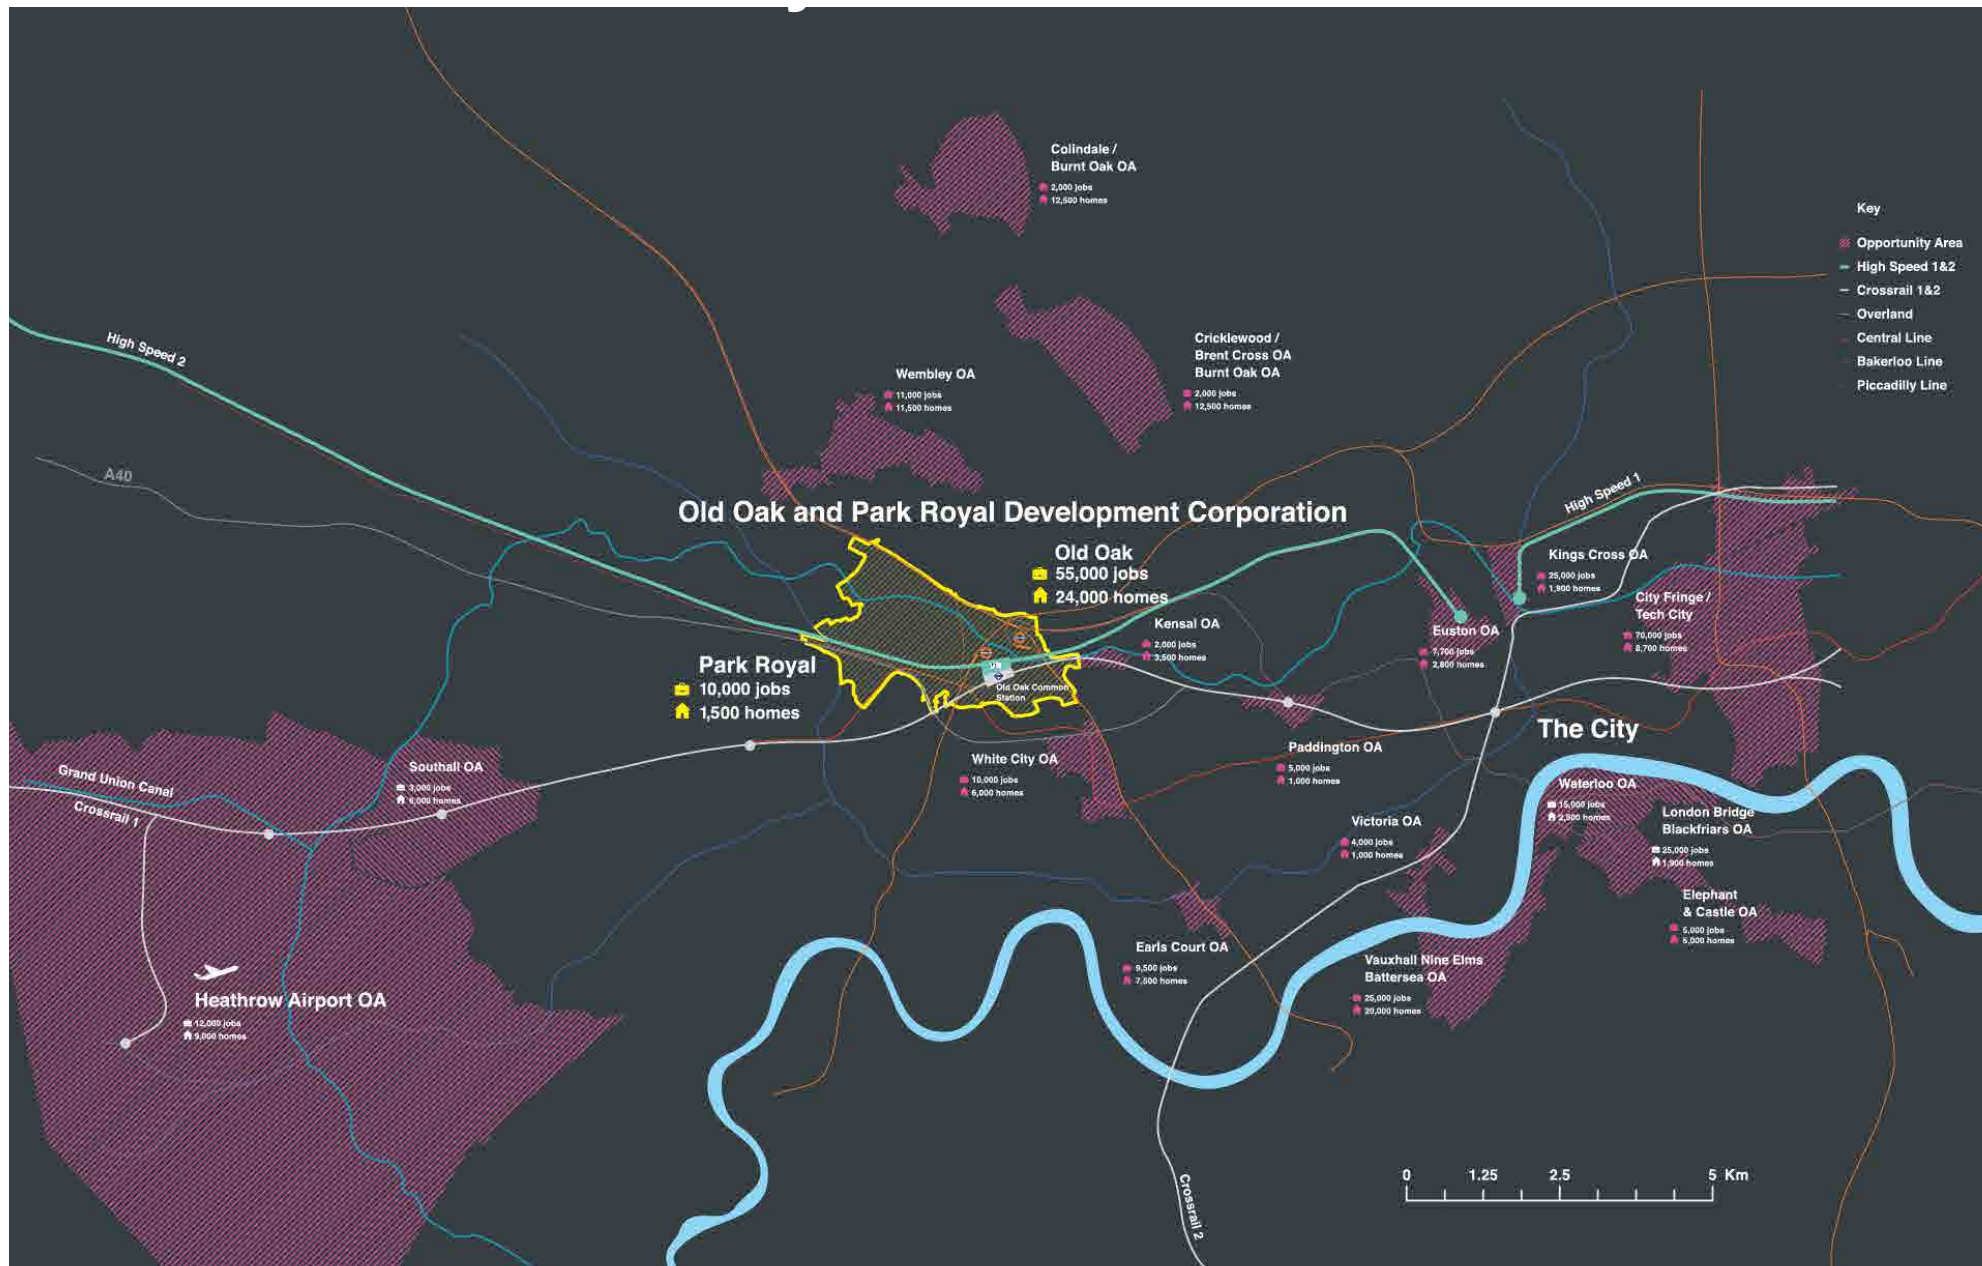 Colindale /
Burnt Oak OA
2,000 jobs
12,500 homes
Key
Opportunity Area
High Speed 1&2
Crossrail 1&2
Overland
Central Line
Bakerloo Line
Piccadilly Line
Cricklewood /
Brent Cross OA
Burnt Oak OA
2,000 jobs
12,500 homes
High Speed 2
Wembley OA
11,000 jobs
11,500 homes
A40
High Speed 1
Old Oak and Park Royal Development Corporation
Old Oak
55,000 jobs
24,000 homes
Kings Cross OA
25,000 jobs
1,900 homes
City Fringe /
Tech City
70,000 jobs
8,700 homes
Kensal OA
2,000 jobs
3,500 homes
Euston OA
7,700 jobs
2,800 homes
Park Royal
10,000 jobs
1,500 homes
Old Oak Common
Station
The City
White City OA
10,000 jobs
6,000 homes
Paddington OA
5,000 jobs
1,000 homes
Southall OA
3,000 jobs
6,000 homes
Grand Union Canal
Crossrail 1
Waterloo OA
15,000 jobs
2,500 homes
London Bridge
Blackfriars OA
25,000 jobs
1,900 homes
Victoria OA
4,000 jobs
1,000 homes
Elephant
& Castle OA
5,000 jobs
5,000 homes
Earls Court OA
9,500 jobs
7,500 homes
Vauxhall Nine Elms
Battersea OA
25,000 jobs
20,000 homes
Heathrow Airport OA
12,000 jobs
9,000 homes
0 1.25 2.5 5 Km
Crossrail 2